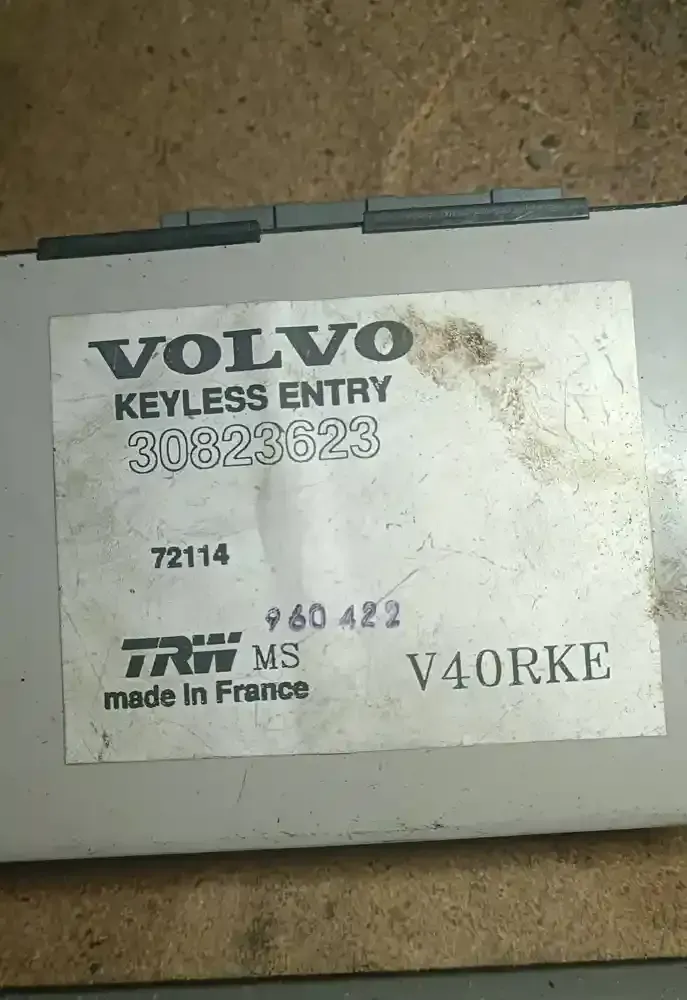 VOLVO
KEYLESS ENTRY
30823623
72114
960 422
TRW MS
V40RKE
made in France